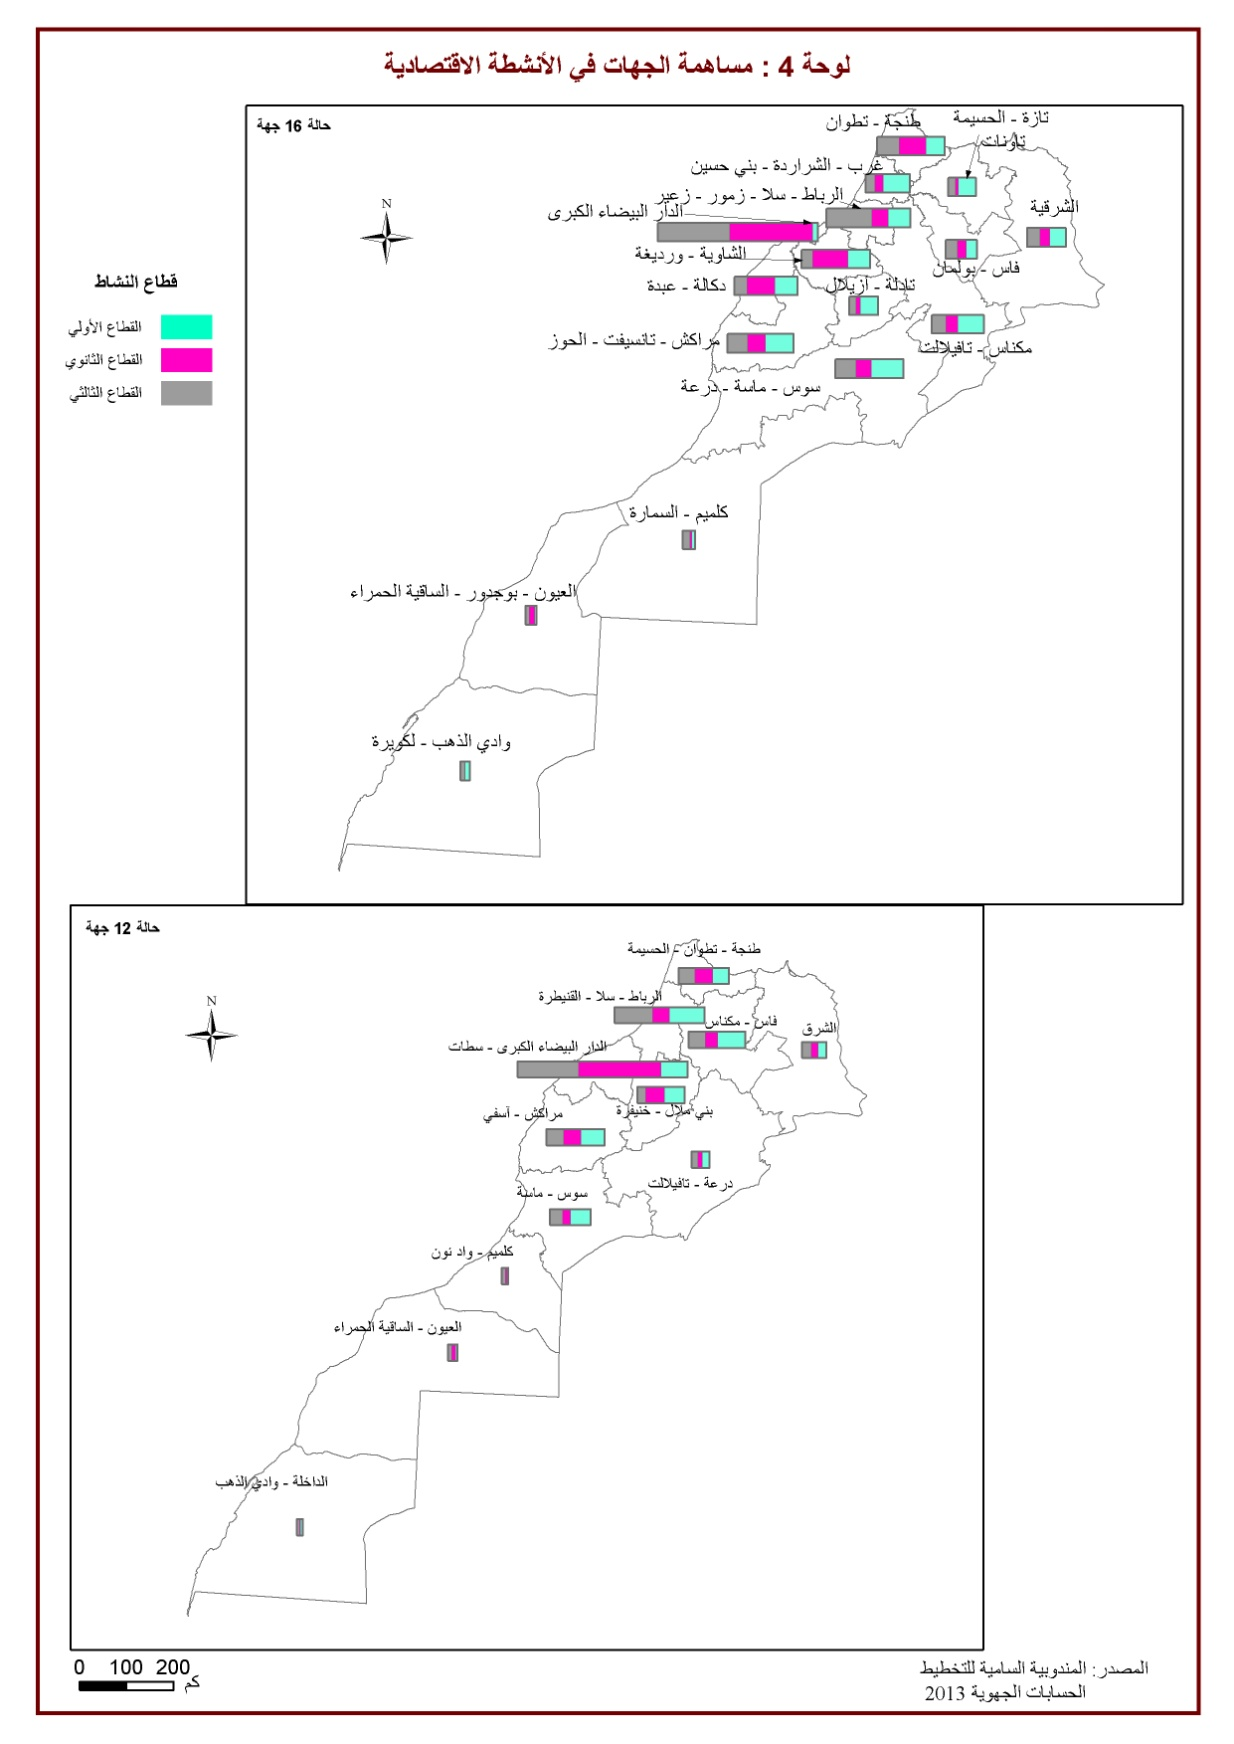 لوحة 4 : مساهمة الجهات في الأنشطة الاقتصادية
حالة 16 جهة
تازة - الحسيمة
تاونات
طنجة - تطوان
غرب - الشراردة - بني حسين
الرباط - سلا - زمور - زعير
الدار البيضاء الكبرى
الشرقية
الشاوية - ورديغة
فاس - بولمان
دكالة - عبدة
تادلة - ازيلال
مراكش - تانسيفت - الحوز
مكناس - تافيلالت
سوس - ماسة - درعة
كلميم - السمارة
العيون - بوجدور - الساقية الحمراء
وادي الذهب - لكويرة
N
قطاع النشاط
القطاع الأولي
القطاع الثانوي
القطاع الثالثي
حالة 12 جهة
N
طنجة - تطوان - الحسيمة
الرباط - سلا - القنيطرة
فاس - مكناس
الشرق
الدار البيضاء الكبرى - سطات
بني ملال - خنيفرة
مراكش - آسفي
درعة - تافيلالت
سوس - ماسة
كلميم - واد نون
العيون - الساقية الحمراء
الداخلة - وادي الذهب
0 100 200
كم
المصدر: المندوبية السامية للتخطيط
الحسابات الجهوية 2013